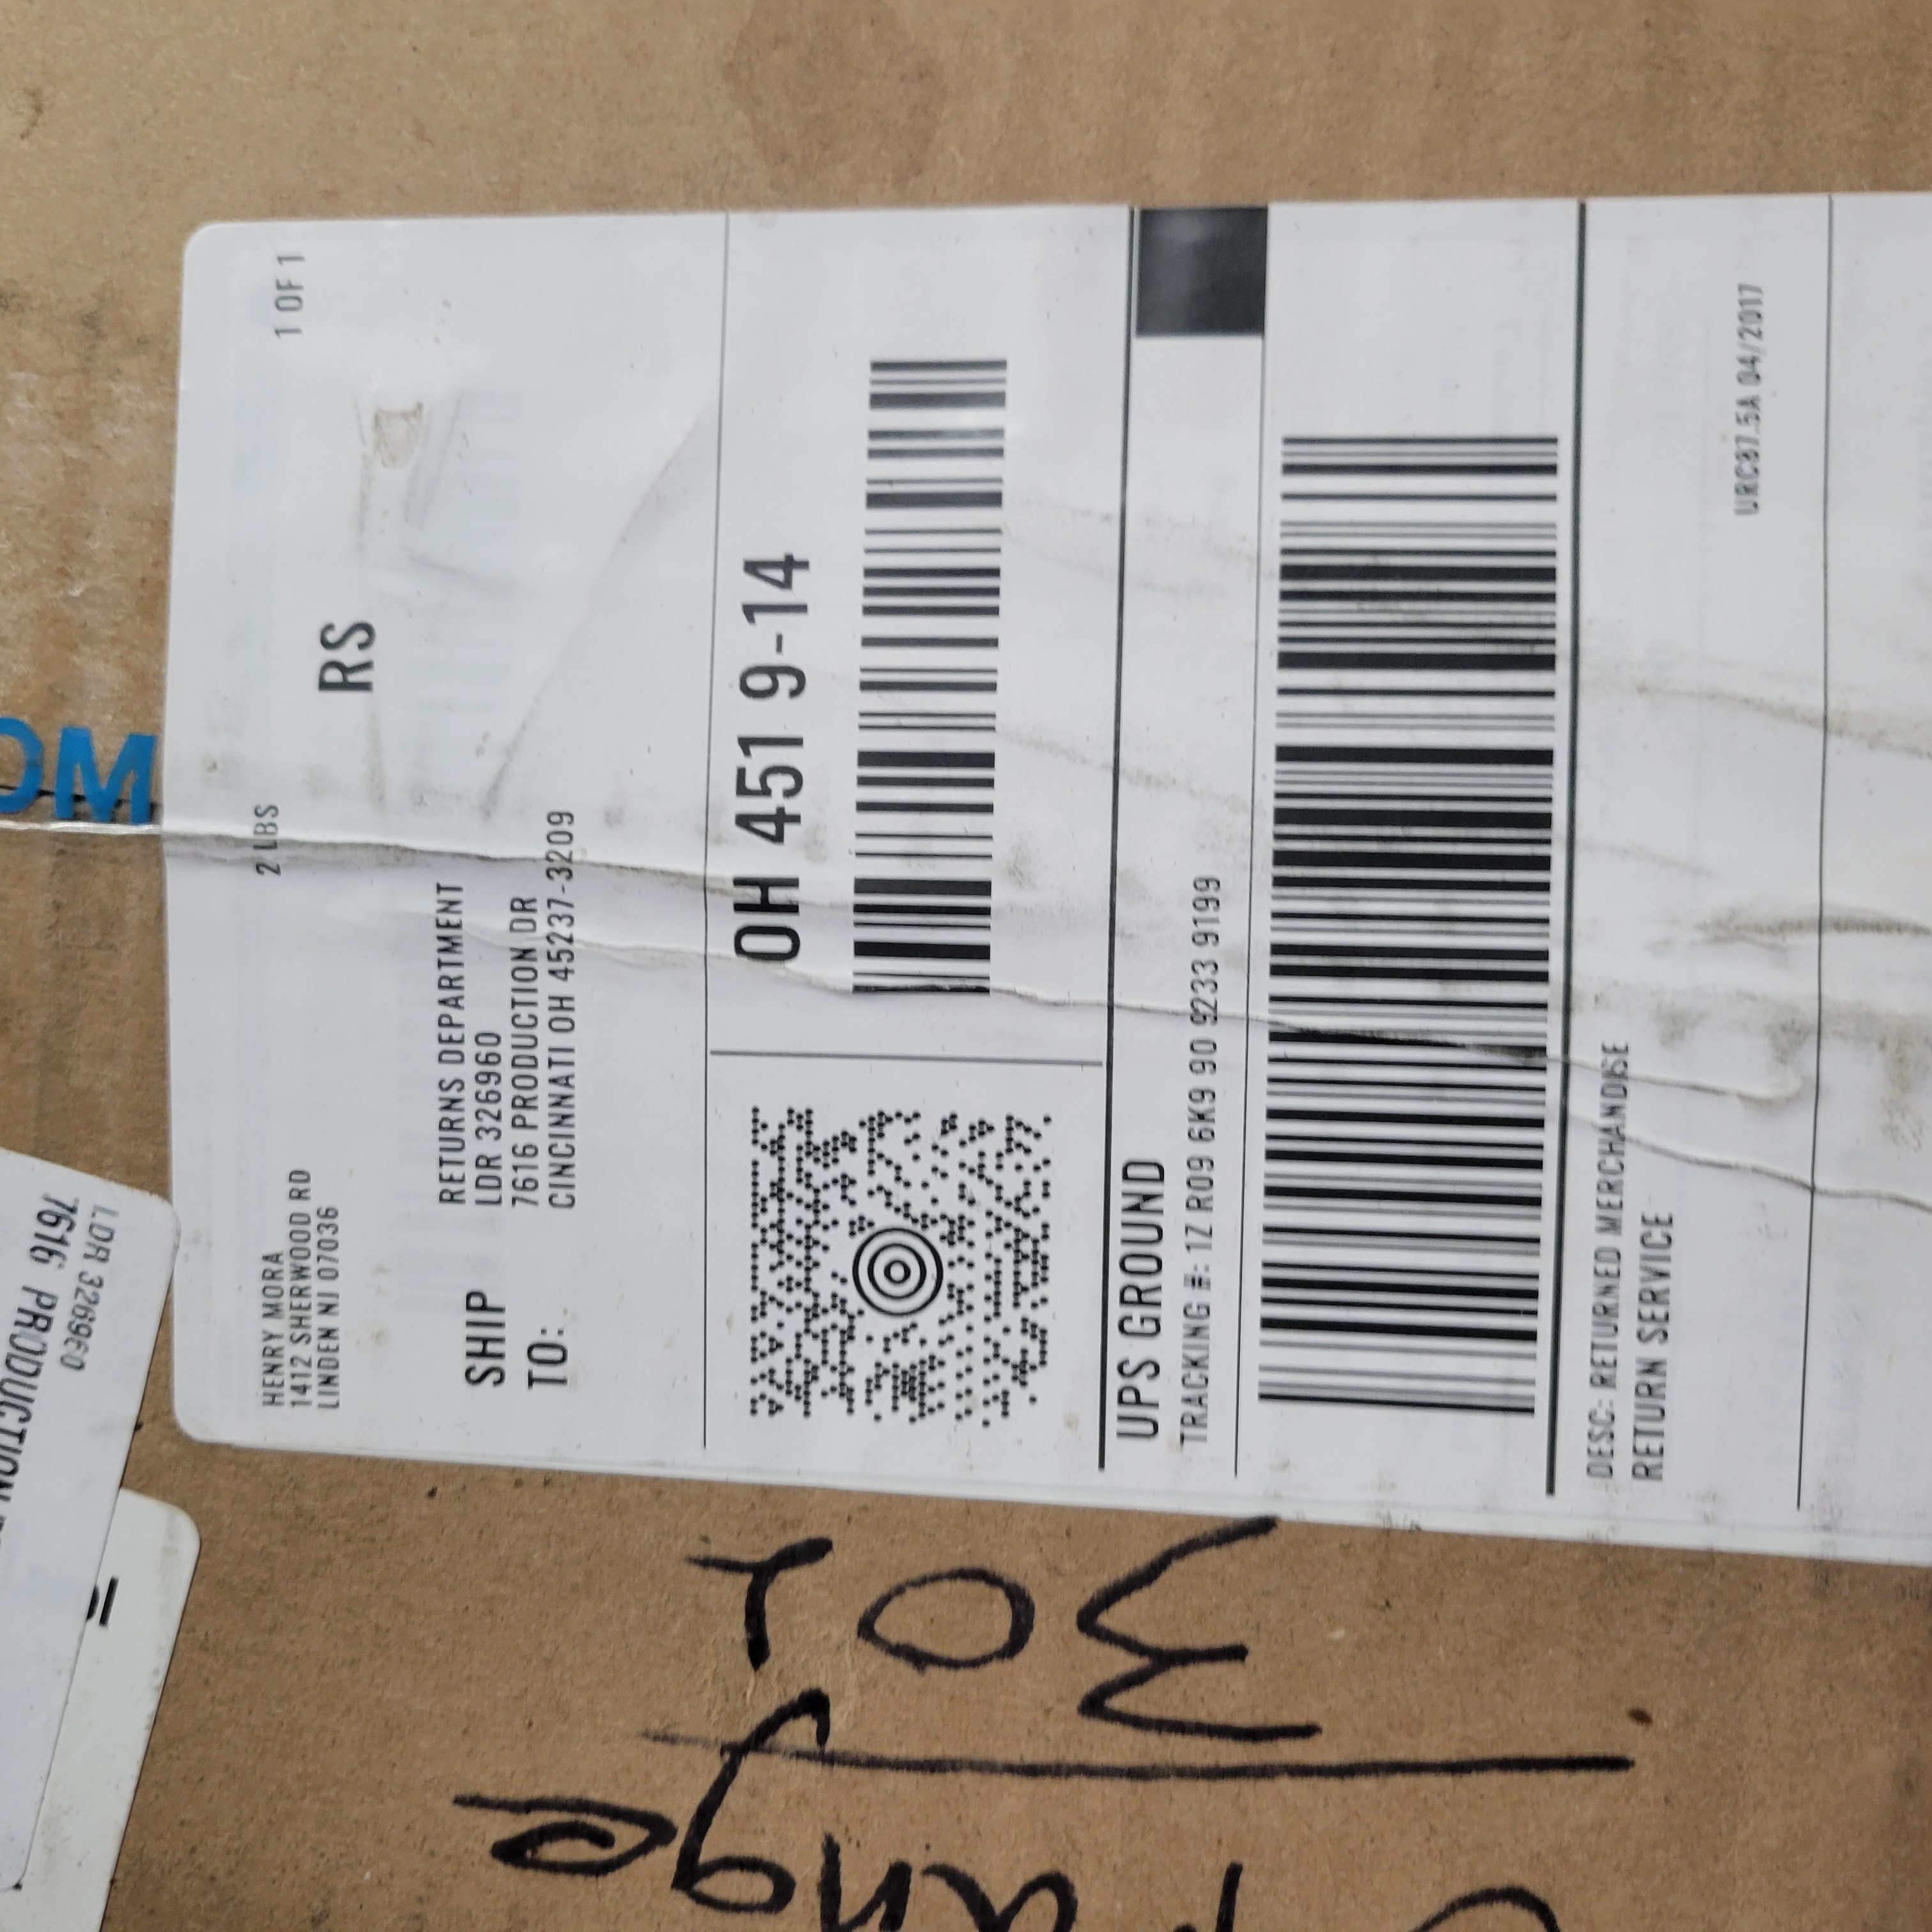 HENRY MORA
1412 SHERWOOD RD
LINDEN NJ 07036
2 LBS
1 OF 1
RS
SHIP
TO:
RETURNS DEPARTMENT
LDR 326960
7616 PRODUCTION DR
CINCINNATI OH 45237-3209
OH 451 9-14
UPS GROUND
TRACKING #: 1Z R09 6K9 90 9233 9199
DESC: RETURNED MERCHANDISE
RETURN SERVICE
URC87.5A 04/2017
OM
LDR 326960
7616 PRODUCTION